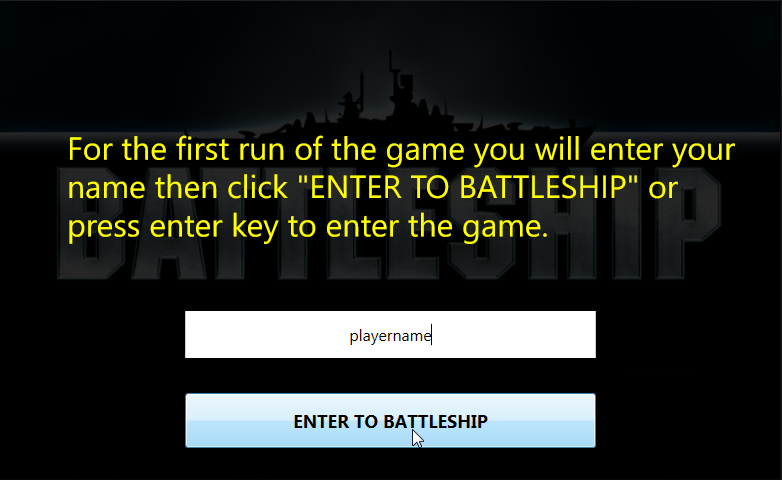 For the first run of the game you will enter your
name then click "ENTER TO BATTLESHIP" or
press enter key to enter the game.
BATTLESHIP
playername
ENTER TO BATTLESHIP